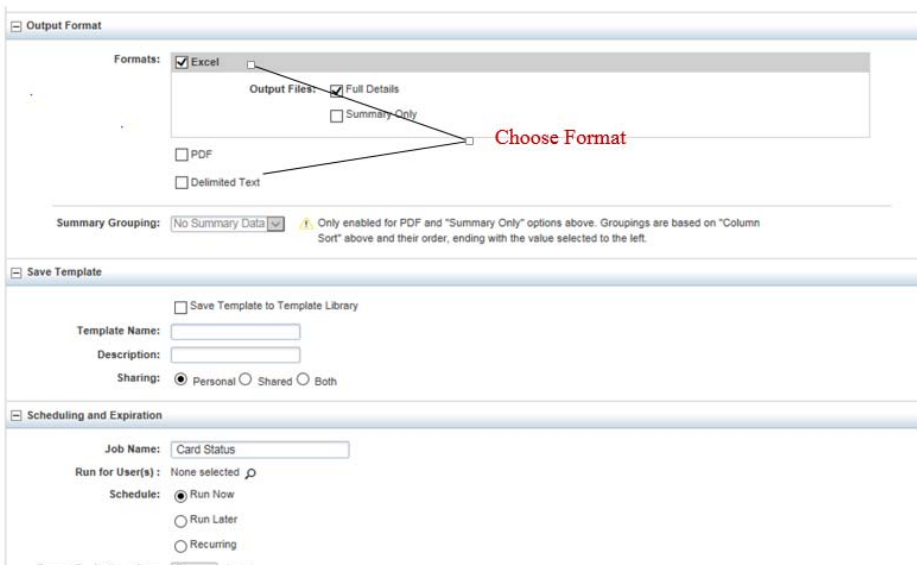 Output Format
Formats: Excel
Output Files: Full Details
Summary Only
Choose Format
PDF
Delimited Text
Summary Grouping: No Summary Data Only enabled for PDF and "Summary Only" options above. Groupings are based on "Column
Sort" above and their order, ending with the value selected to the left.
Save Template
Save Template to Template Library
Template Name:
Description:
Sharing: Personal Shared Both
Scheduling and Expiration
Job Name: Card Status
Run for User(s) : None selected
Schedule: Run Now
Run Later
Recurring